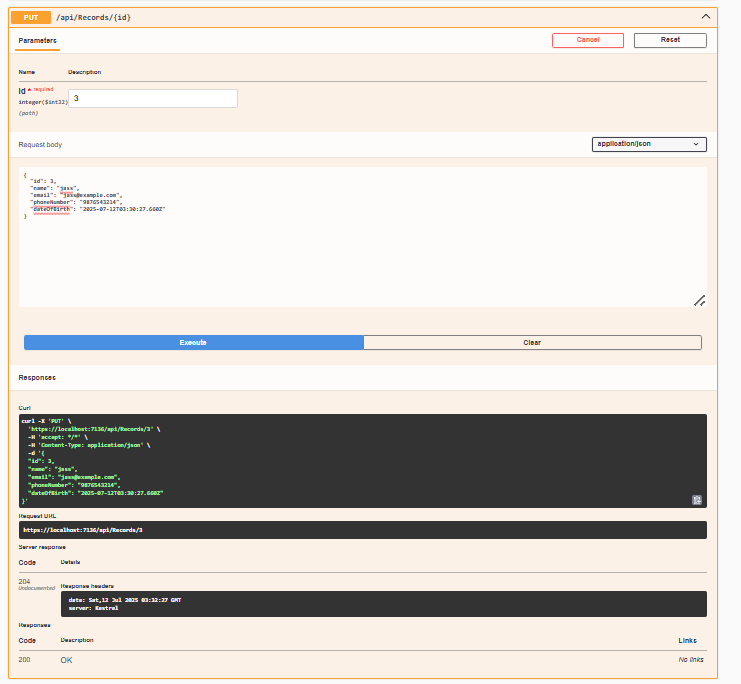 PUT /api/Records/{id}
Parameters
Cancel
Reset
Name Description
id * required
integer($int32)
(path)
3
Request body
application/json
{
"id": 3,
"name": "jass",
"email": "jass@example.com",
"phoneNumber": "9876543214",
"dateOfBirth": "2025-07-12T03:30:27.660Z"
}
Execute
Clear
Responses
Curl
curl -X 'PUT' \
'https://localhost:7136/api/Records/3' \
-H 'accept: */*' \
-H 'Content-Type: application/json' \
-d '{
"id": 3,
"name": "jass",
"email": "jass@example.com",
"phoneNumber": "9876543214",
"dateOfBirth": "2025-07-12T03:30:27.660Z"
}'
Request URL
https://localhost:7136/api/Records/3
Server response
Code Details
204
Undocumented
Response headers
date: Sat,12 Jul 2025 03:32:27 GMT
server: Kestrel
Responses
Code Description Links
200 OK No links